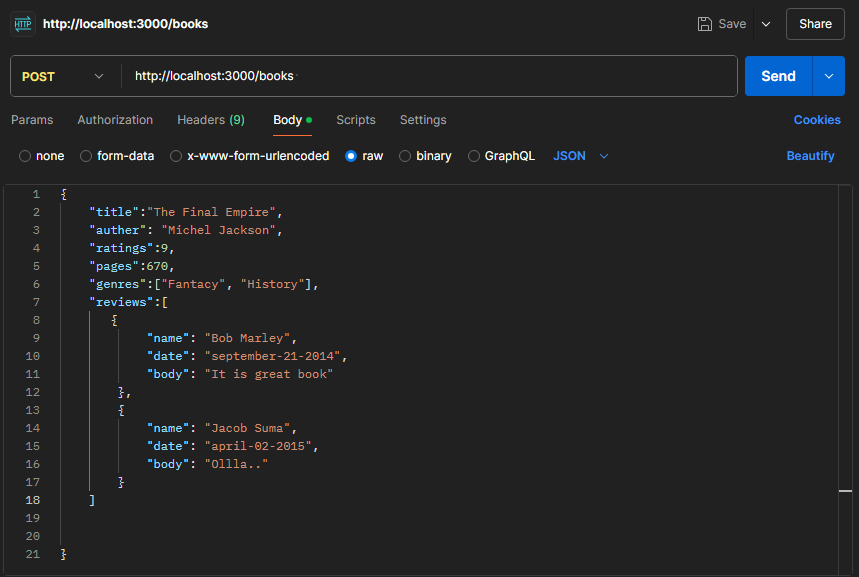 HTTP http://localhost:3000/books Save Share
POST http://localhost:3000/books Send
Params Authorization Headers (9) Body Scripts Settings Cookies
none form-data x-www-form-urlencoded raw binary GraphQL JSON Beautify
1 {
2 "title":"The Final Empire",
3 "auther": "Michel Jackson",
4 "ratings":9,
5 "pages":670,
6 "genres":["Fantacy", "History"],
7 "reviews":[
8 {
9 "name": "Bob Marley",
10 "date": "september-21-2014",
11 "body": "It is great book"
12 },
13 {
14 "name": "Jacob Suma",
15 "date": "april-02-2015",
16 "body": "Ollla.."
17 }
18 ]
19
20
21 }